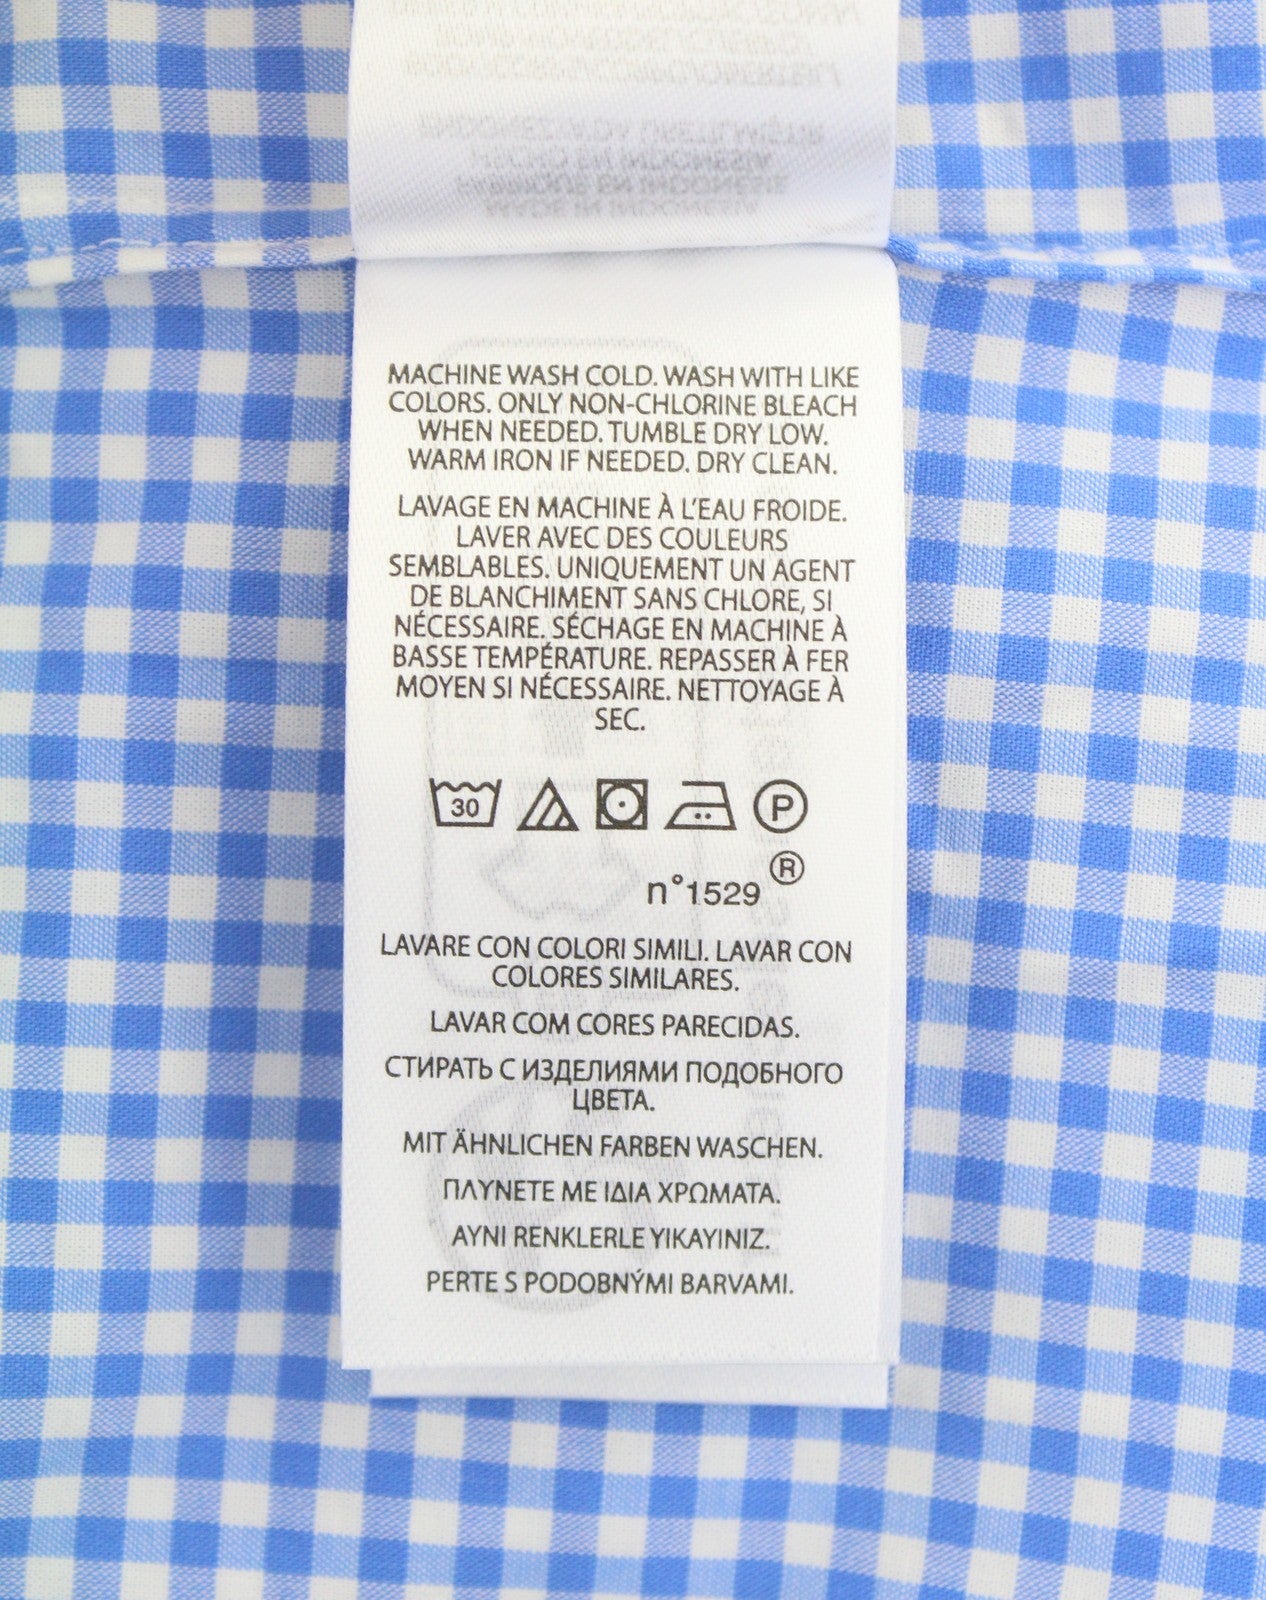 MACHINE WASH COLD. WASH WITH LIKE
COLORS. ONLY NON-CHLORINE BLEACH
WHEN NEEDED. TUMBLE DRY LOW.
WARM IRON IF NEEDED. DRY CLEAN.
LAVAGE EN MACHINE À L'EAU FROIDE.
LAVER AVEC DES COULEURS
SEMBLABLES. UNIQUEMENT UN AGENT
DE BLANCHIMENT SANS CHLORE, SI
NÉCESSAIRE. SÉCHAGE EN MACHINE À
BASSE TEMPÉRATURE. REPASSER À FER
MOYEN SI NÉCESSAIRE. NETTOYAGE À
SEC.
30 P
n°1529 ®
LAVARE CON COLORI SIMILI. LAVAR CON
COLORES SIMILARES.
LAVAR COM CORES PARECIDAS.
СТИРАТЬ С ИЗДЕЛИЯМИ ПОДОБНОГО
ЦВЕТА.
MIT ÄHNLICHEN FARBEN WASCHEN.
ΠΛΥΝΕΤΕ ΜΕ ΙΔΙΑ ΧΡΩΜΑΤΑ.
AYNI RENKLERLE YIKAYINIZ.
PERTE S PODOBNÝMI BARVAMI.